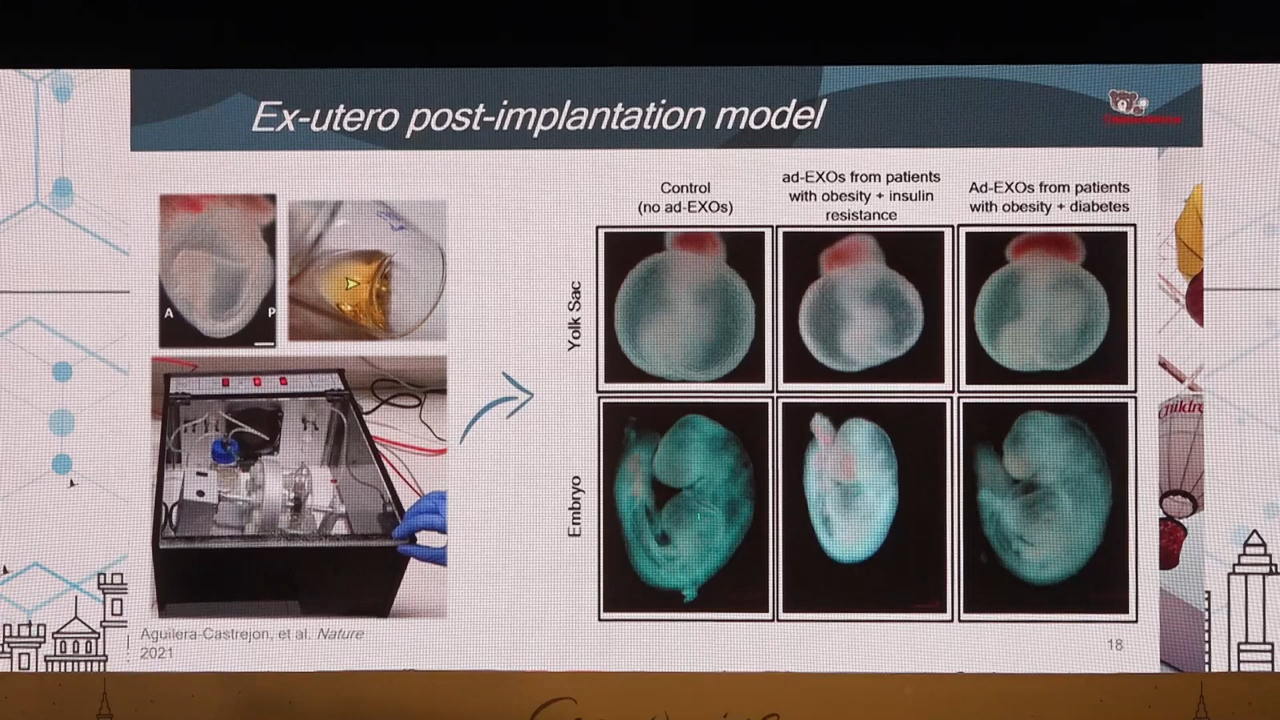 Ex-utero post-implantation model
Control
(no ad-EXOs)
ad-EXOs from patients
with obesity + insulin
resistance
Ad-EXOs from patients
with obesity + diabetes
A
P
Yolk Sac
Embryo
Aguilera-Castrejon, et al. Nature
2021
18